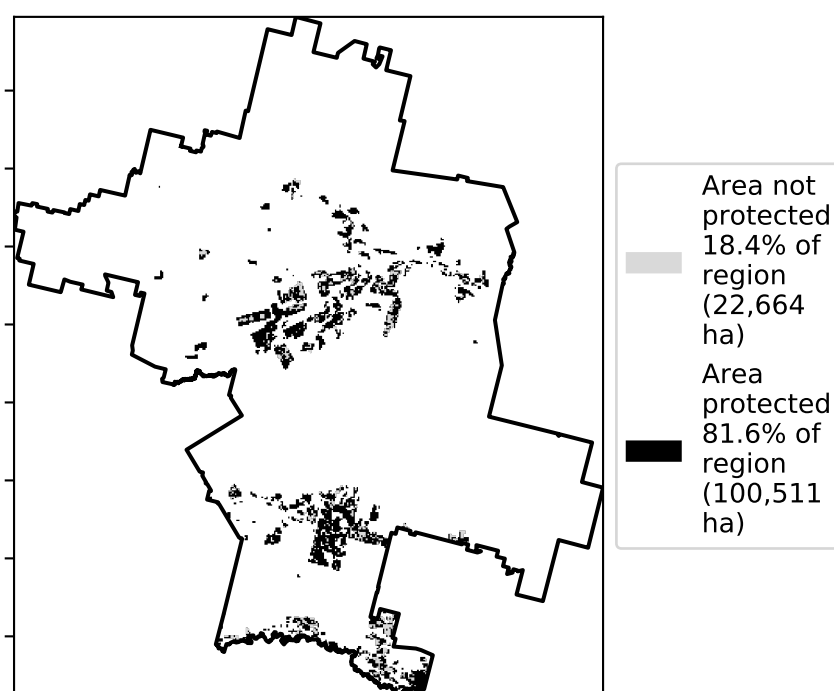 Area not
protected
18.4% of
region
(22,664
ha)
Area
protected
81.6% of
region
(100,511
ha)